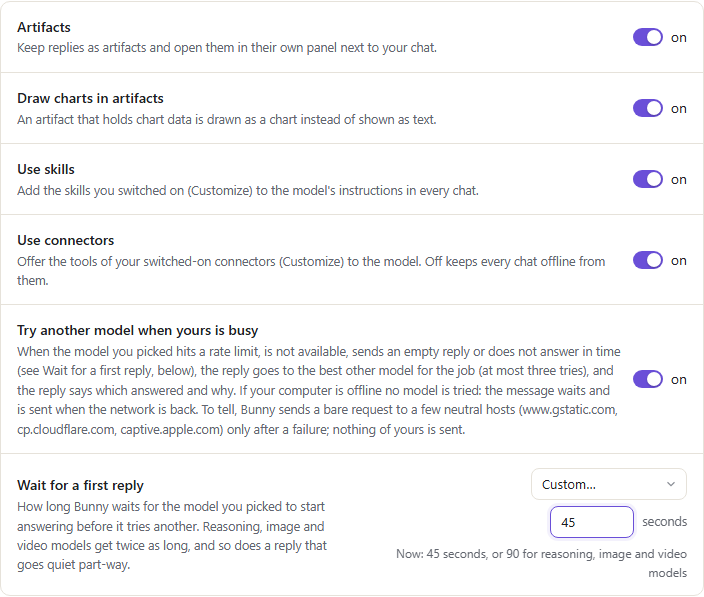 Artifacts
Keep replies as artifacts and open them in their own panel next to your chat.
on
Draw charts in artifacts
An artifact that holds chart data is drawn as a chart instead of shown as text.
on
Use skills
Add the skills you switched on (Customize) to the model's instructions in every chat.
on
Use connectors
Offer the tools of your switched-on connectors (Customize) to the model. Off keeps every chat offline from
them.
on
Try another model when yours is busy
When the model you picked hits a rate limit, is not available, sends an empty reply or does not answer in time
(see Wait for a first reply, below), the reply goes to the best other model for the job (at most three tries), and
the reply says which answered and why. If your computer is offline no model is tried: the message waits and
is sent when the network is back. To tell, Bunny sends a bare request to a few neutral hosts (www.gstatic.com,
cp.cloudflare.com, captive.apple.com) only after a failure; nothing of yours is sent.
on
Wait for a first reply
How long Bunny waits for the model you picked to start
answering before it tries another. Reasoning, image and
video models get twice as long, and so does a reply that
goes quiet part-way.
Custom...
45 seconds
Now: 45 seconds, or 90 for reasoning, image and video
models